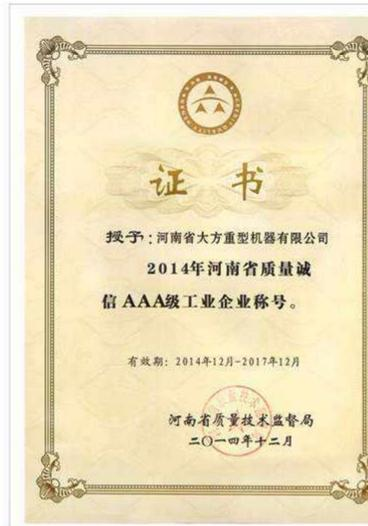 证书
授予：河南省大方重型机器有限公司
2014年河南省质量诚
信AAA级工业企业称号。
有效期：2014年12月-2017年12月
河南省质量技术监督局
二〇一四年十二月